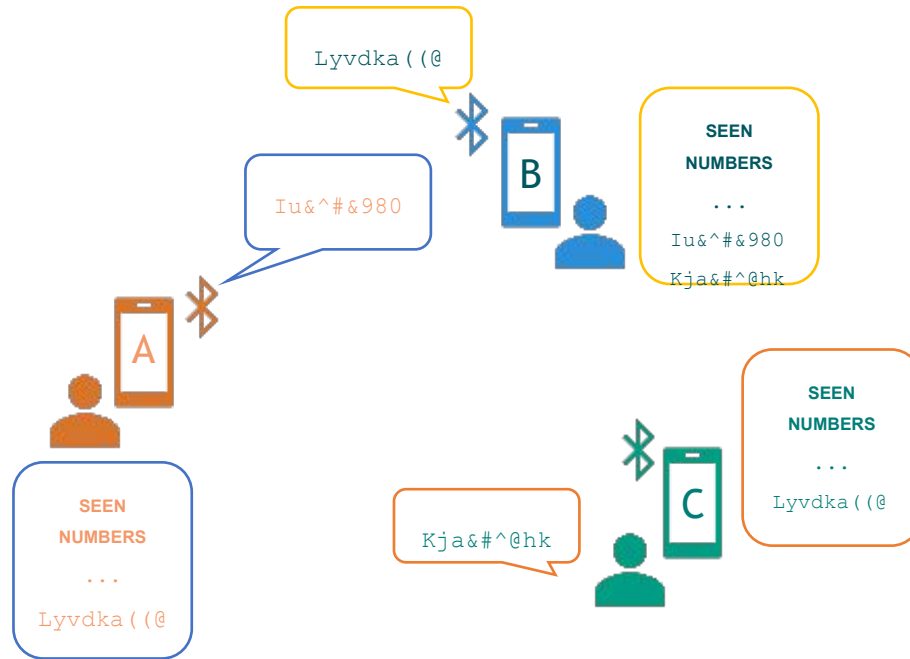 Lyvdka((@
B
SEEN
NUMBERS
...
Iu&^#&980
Kja&#^@hk
Iu&^#&980
A
SEEN
NUMBERS
...
Lyvdka((@
C
SEEN
NUMBERS
...
Lyvdka((@
Kja&#^@hk